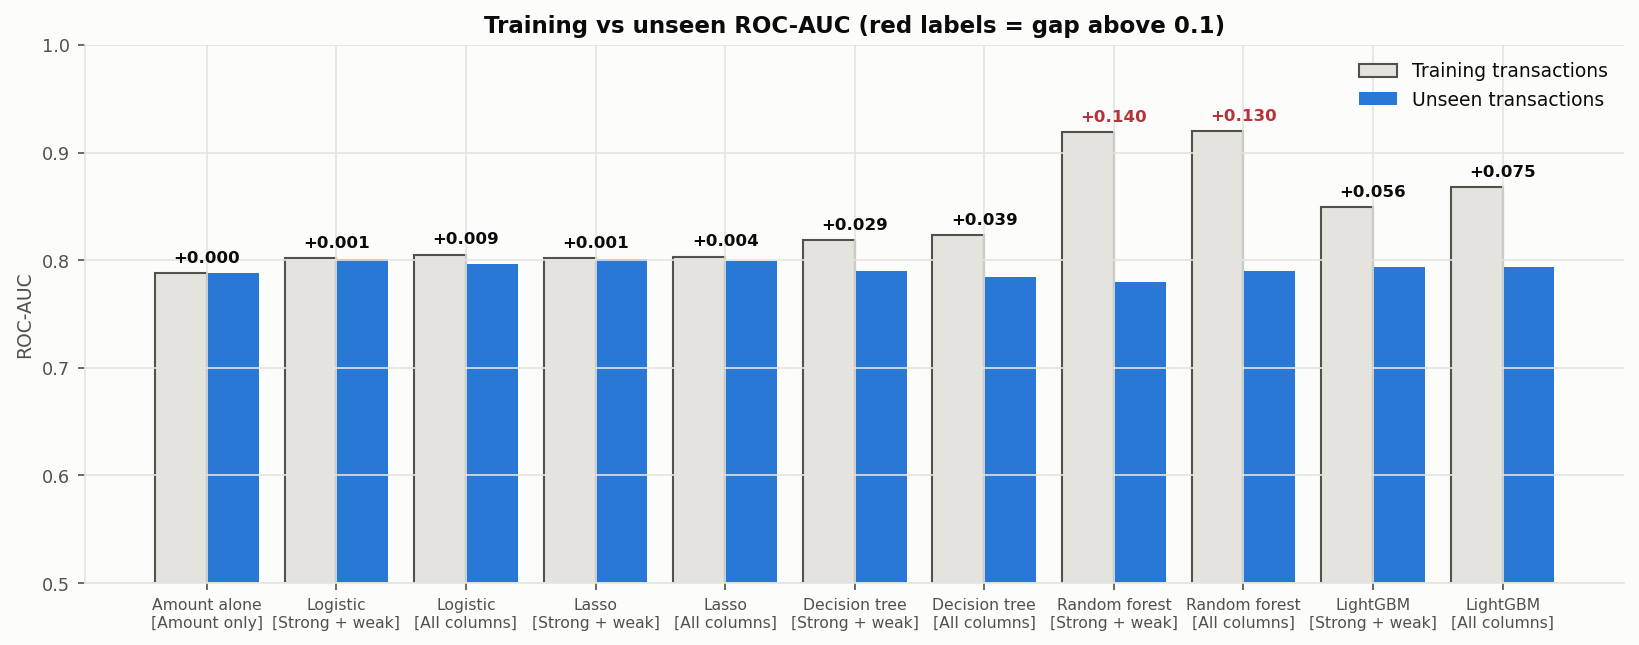 Training vs unseen ROC-AUC (red labels = gap above 0.1)
Training transactions
Unseen transactions
ROC-AUC
1.0
0.9
0.8
0.7
0.6
0.5
+0.000
+0.001
+0.009
+0.001
+0.004
+0.029
+0.039
+0.140
+0.130
+0.056
+0.075
Amount alone
[Amount only]
Logistic
[Strong + weak]
Logistic
[All columns]
Lasso
[Strong + weak]
Lasso
[All columns]
Decision tree
[Strong + weak]
Decision tree
[All columns]
Random forest
[Strong + weak]
Random forest
[All columns]
LightGBM
[Strong + weak]
LightGBM
[All columns]